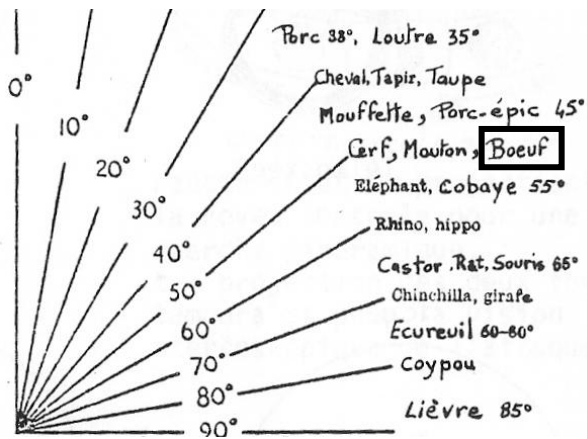 Porc 38°, Loutre 35°
0°
Cheval, Tapir, Taupe
Mouffette, Porc-épic 45°
10°
Cerf, Mouton, Boeuf
20°
Eléphant, Cobaye 55°
30°
Rhino, hippo
40°
Castor, Rat, Souris 65°
50°
Chinchilla, girafe
60°
Ecureuil 60-80°
70°
Coypou
80°
Lièvre 85°
90°